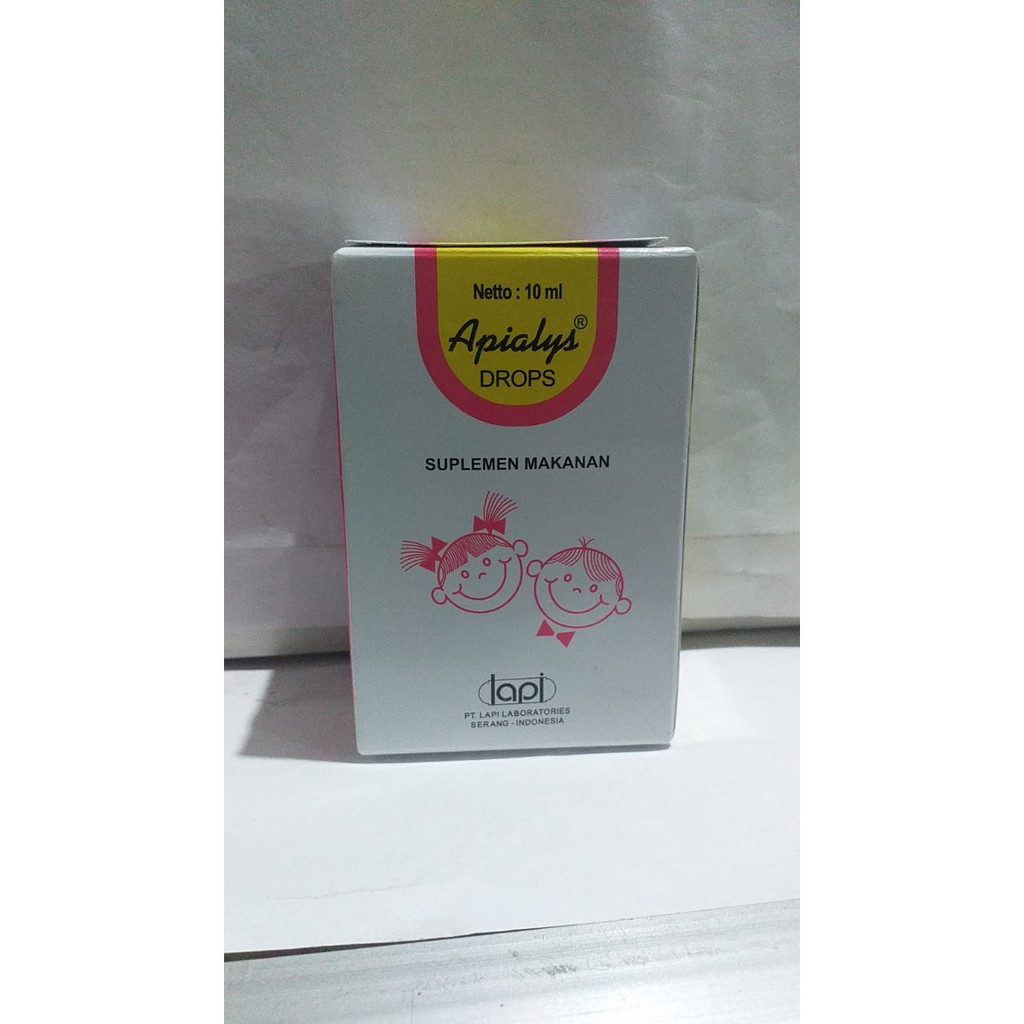 Netto : 10 ml
Apialys®
DROPS
SUPLEMEN MAKANAN
lapi
PT. LAPI LABORATORIES
SERANG - INDONESIA